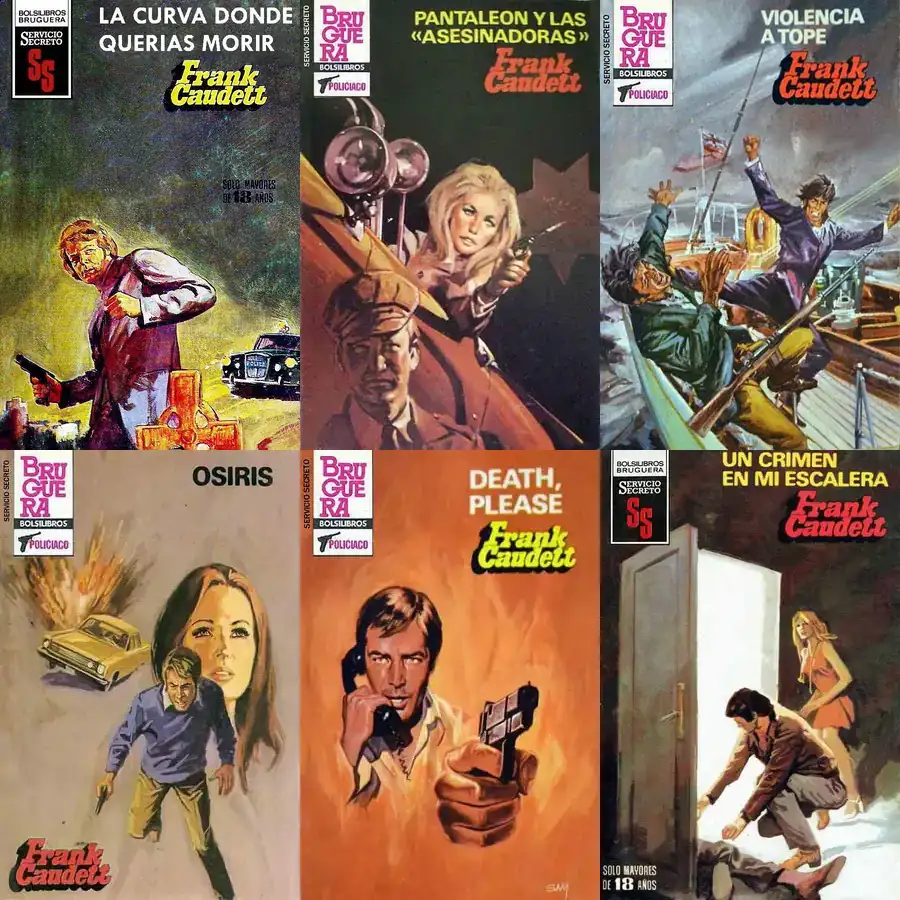 BOLSILIBROS
BRUGUERA
SERVICIO
SECRETO
SS
LA CURVA DONDE
QUERIAS MORIR
Frank
Caudett
SOLO MAYORES
DE 18 AÑOS
SERVICIO SECRETO
BRU
GUE
RA
BOLSILIBROS
POLICIACO
PANTALEON Y LAS
«ASESINADORAS»
Frank
Caudett
SERVICIO SECRETO
BRU
GUE
RA
BOLSILIBROS
POLICIACO
VIOLENCIA
A TOPE
Frank
Caudett
SERVICIO SECRETO
BRU
GUE
RA
BOLSILIBROS
POLICIACO
OSIRIS
Frank
Caudett
SERVICIO SECRETO
BRU
GUE
RA
BOLSILIBROS
POLICIACO
DEATH,
PLEASE
Frank
Caudett
BOLSILIBROS
BRUGUERA
SERVICIO
SECRETO
SS
UN CRIMEN
EN MI ESCALERA
Frank
Caudett
SOLO MAYORES
DE 18 AÑOS